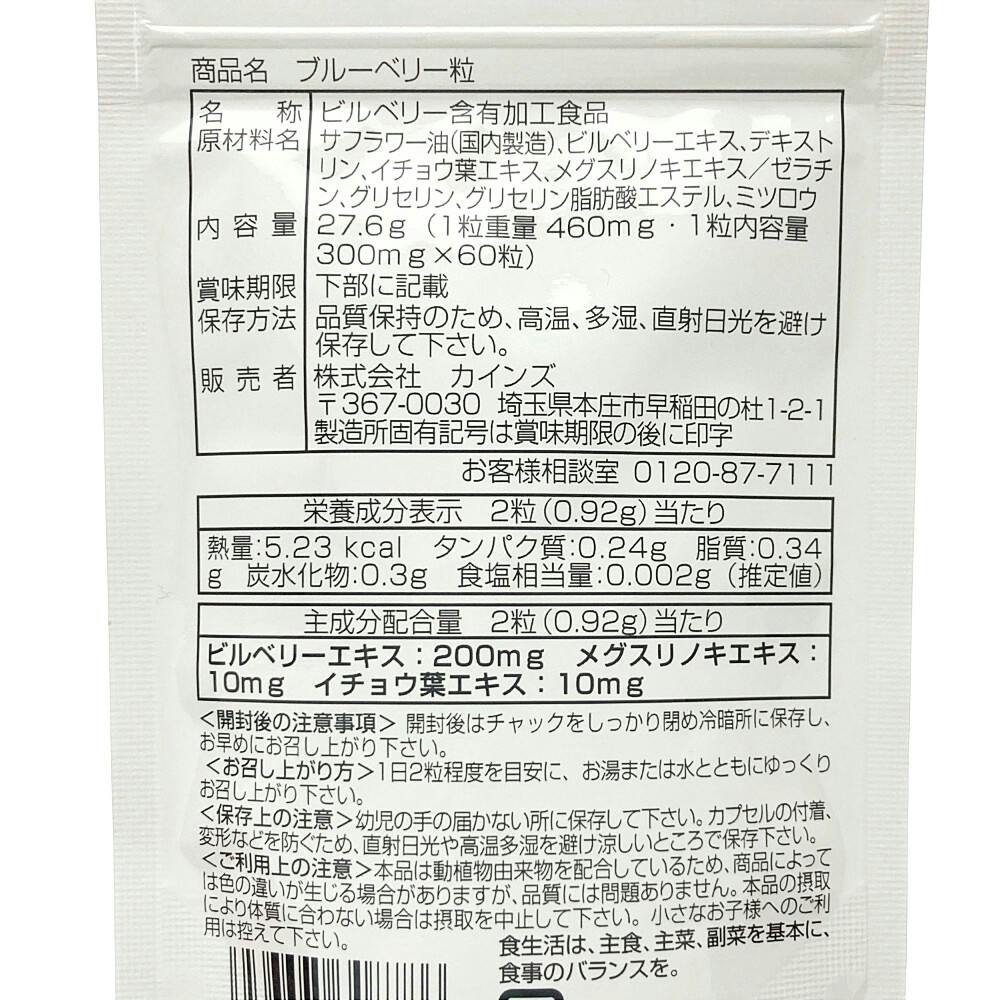 商品名 ブルーベリー粒
名称 ビルベリー含有加工食品
原材料名 サフラワー油(国内製造)、ビルベリーエキス、デキスト
リン、イチョウ葉エキス、メグスリノキエキス/ゼラチ
ン、グリセリン、グリセリン脂肪酸エステル、ミツロウ
内容量 27.6g(1粒重量 460mg・1粒内容量
300mg×60粒)
賞味期限 下部に記載
保存方法 品質保持のため、高温、多湿、直射日光を避け
保存して下さい。
販売者 株式会社 カインズ
〒367-0030 埼玉県本庄市早稲田の杜1-2-1
製造所固有記号は賞味期限の後に印字
お客様相談室 0120-87-7111
栄養成分表示 2粒(0.92g)当たり
熱量:5.23 kcal タンパク質:0.24g 脂質:0.34
g 炭水化物:0.3g 食塩相当量:0.002g(推定値)
主成分配合量 2粒(0.92g)当たり
ビルベリーエキス:200mg メグスリノキエキス:
10mg イチョウ葉エキス:10mg
<開封後の注意事項> 開封後はチャックをしっかり閉め冷暗所に保存し、
お早めにお召し上がり下さい。
<お召し上がり方>1日2粒程度を目安に、お湯または水とともにゆっくり
お召し上がり下さい。
<保存上の注意>幼児の手の届かない所に保存して下さい。カプセルの付着、
変形などを防ぐため、直射日光や高温多湿を避け涼しいところで保存下さい。
<ご利用上の注意>本品は動植物由来物を配合しているため、商品によって
は色の違いが生じる場合がありますが、品質には問題ありません。本品の摂取
により体質に合わない場合は摂取を中止して下さい。小さなお子様へのご利
用は控えて下さい。
食生活は、主食、主菜、副菜を基本に、
食事のバランスを。